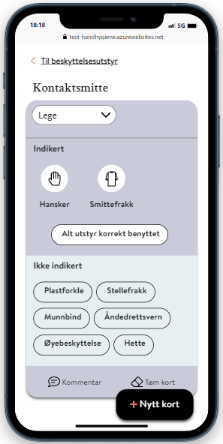 18:18
5G
test-handhygiene.azurewebsites.net
Til beskyttelsesutstyr
Kontaktsmitte
Lege
Indikert
Hansker Smittefrakk
Alt utstyr korrekt benyttet
Ikke indikert
Plastforkle Stellefrakk
Munnbind Åndedrettsvern
Øyebeskyttelse Hette
Kommentar Tøm kort
+ Nytt kort